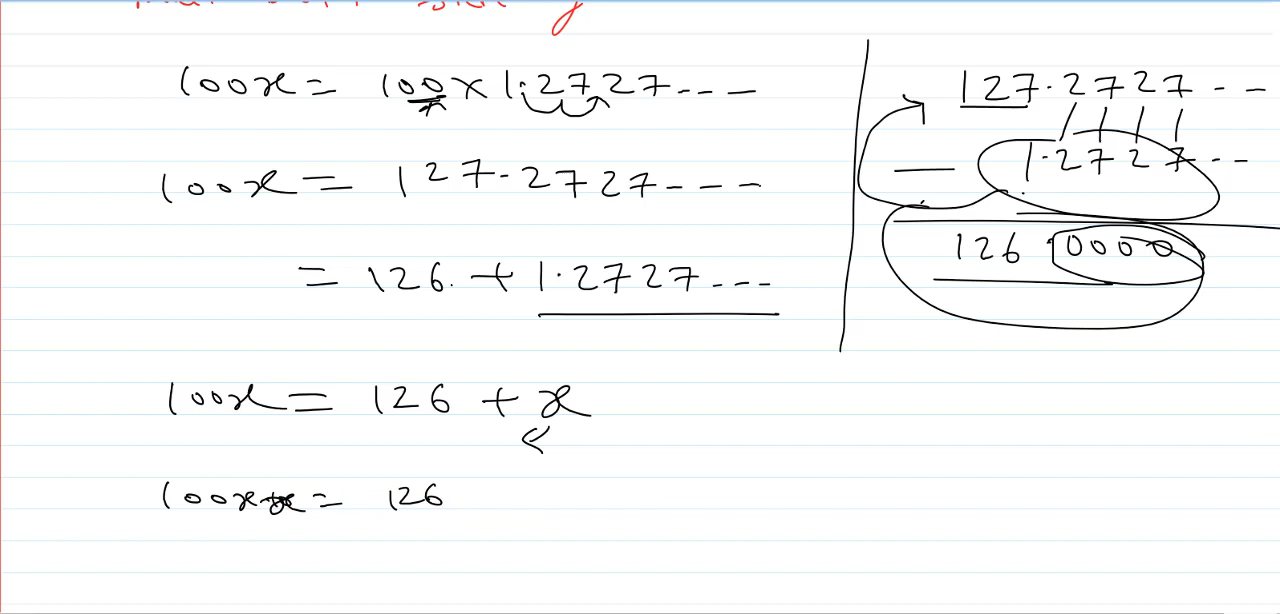 100x = 100 × 1.2727---
100x = 127.2727---
= 126. + 1.2727---
100x = 126 + x
100x-x = 126
127.2727---
— 1.2727---
126.0000